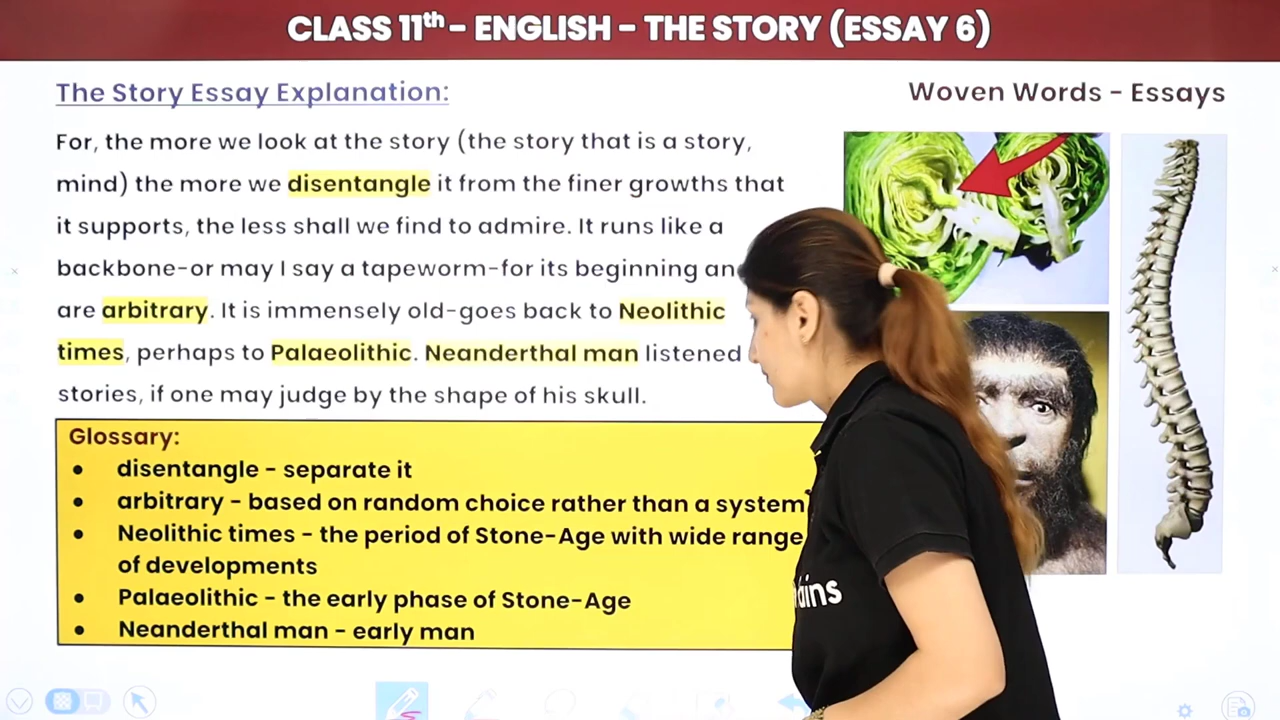 CLASS 11th - ENGLISH - THE STORY (ESSAY 6)
The Story Essay Explanation:
Woven Words - Essays
For, the more we look at the story (the story that is a story,
mind) the more we disentangle it from the finer growths that
it supports, the less shall we find to admire. It runs like a
backbone-or may I say a tapeworm-for its beginning
are arbitrary. It is immensely old-goes back to Neolithic
times, perhaps to Palaeolithic. Neanderthal man listened
stories, if one may judge by the shape of his skull.
Glossary:
• disentangle - separate it
• arbitrary - based on random choice rather than a system
• Neolithic times - the period of Stone-Age with wide range
of developments
• Palaeolithic - the early phase of Stone-Age
• Neanderthal man - early man